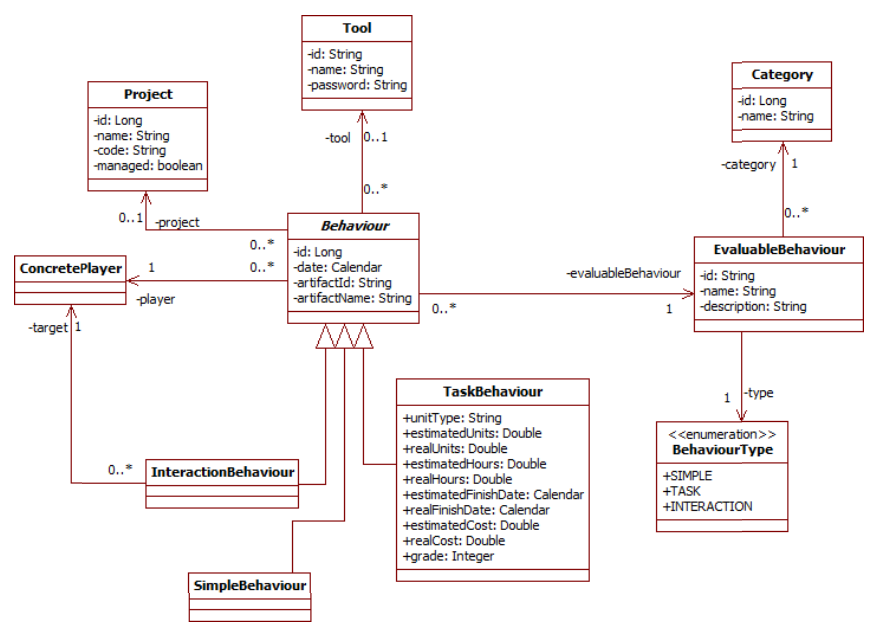 Tool
-id: String
-name: String
-password: String
Category
-id: Long
-name: String
Project
-id: Long
-name: String
-code: String
-managed: boolean
-tool
0..1
0..*
-category
1
0..*
0..1
-project
0..*
Behaviour
-id: Long
-date: Calendar
-artifactId: String
-artifactName: String
EvaluableBehaviour
-id: String
-name: String
-description: String
ConcretePlayer
1
0..*
-player
-evaluableBehaviour
0..*
1
-target
1
TaskBehaviour
+unitType: String
+estimatedUnits: Double
+realUnits: Double
+estimatedHours: Double
+realHours: Double
+estimatedFinishDate: Calendar
+realFinishDate: Calendar
+estimatedCost: Double
+realCost: Double
+grade: Integer
1
-type
<<enumeration>>
BehaviourType
+SIMPLE
+TASK
+INTERACTION
0..*
InteractionBehaviour
SimpleBehaviour